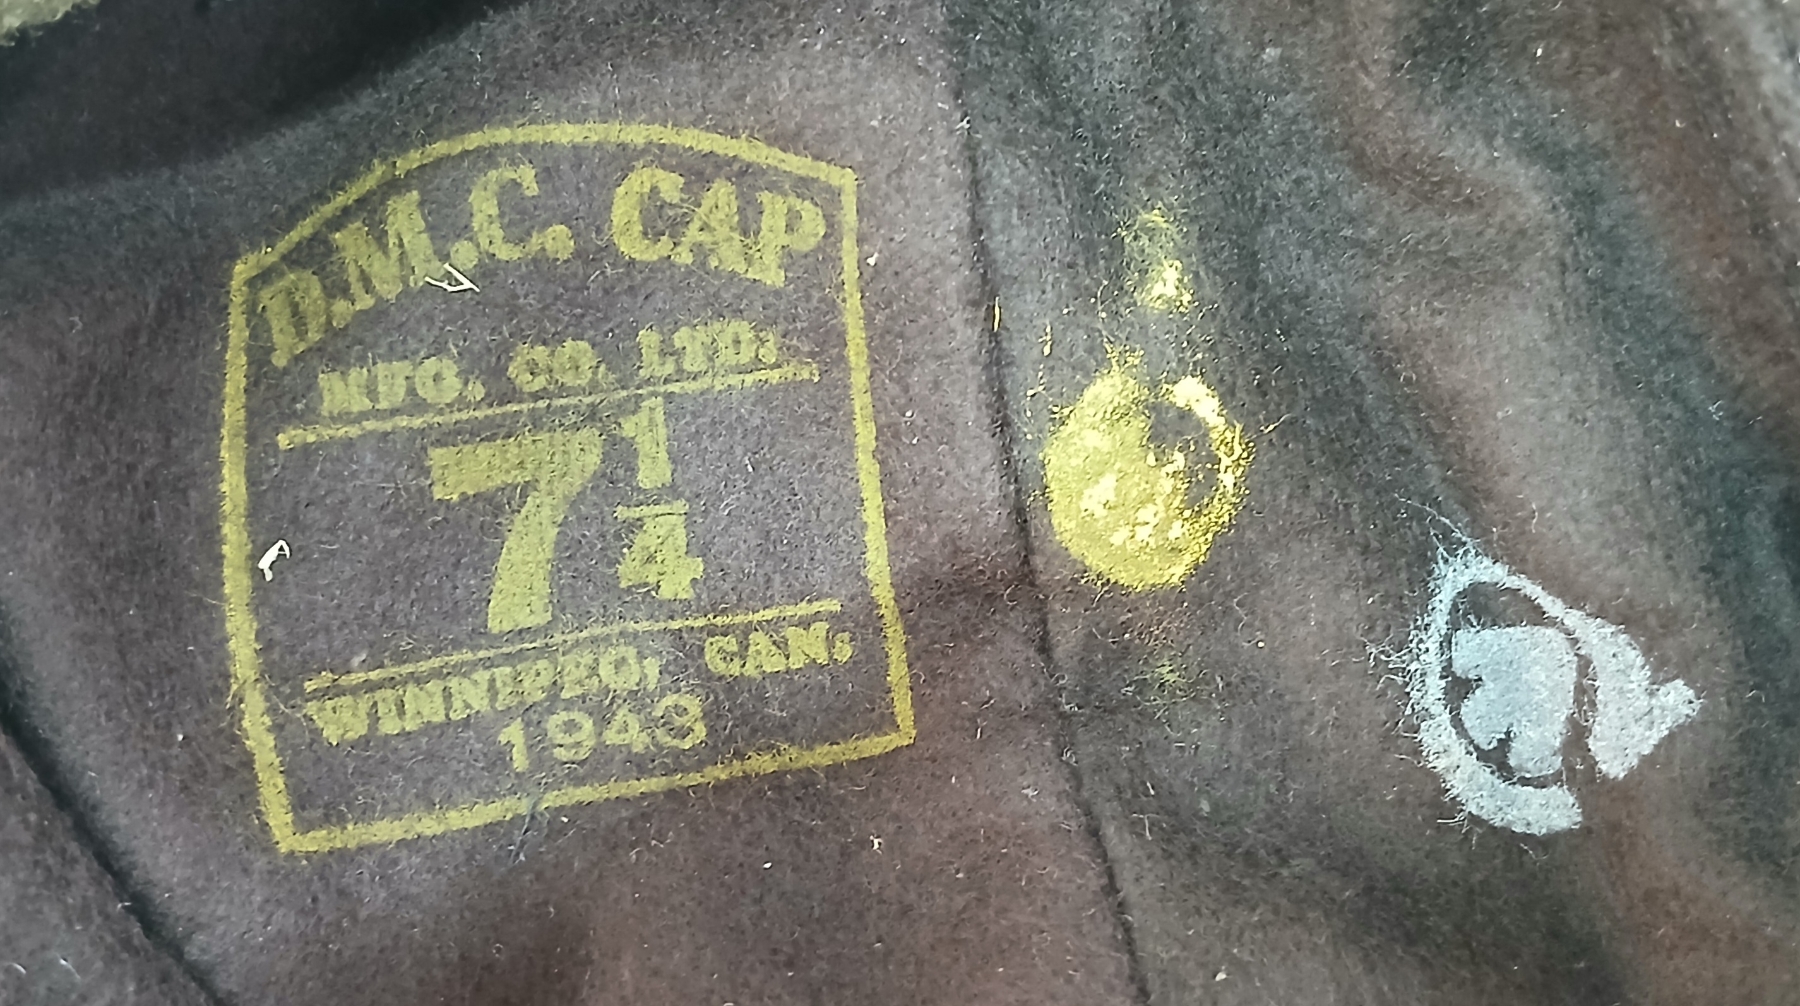 D.M.C. CAP
MFG. CO. LTD.
7 1/4
WINNIPEG, CAN.
1943